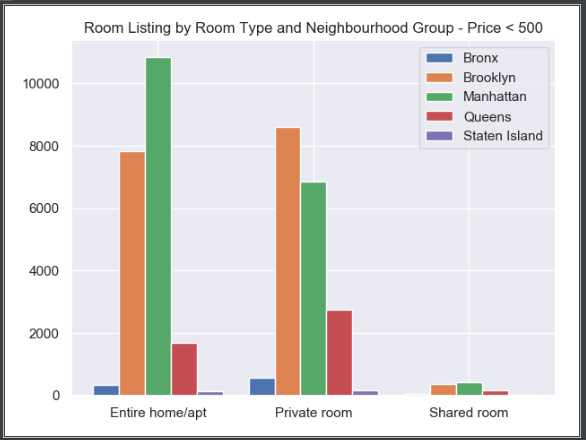 Room Listing by Room Type and Neighbourhood Group - Price < 500
Bronx
Brooklyn
Manhattan
Queens
Staten Island
10000
8000
6000
4000
2000
0
Entire home/apt Private room Shared room